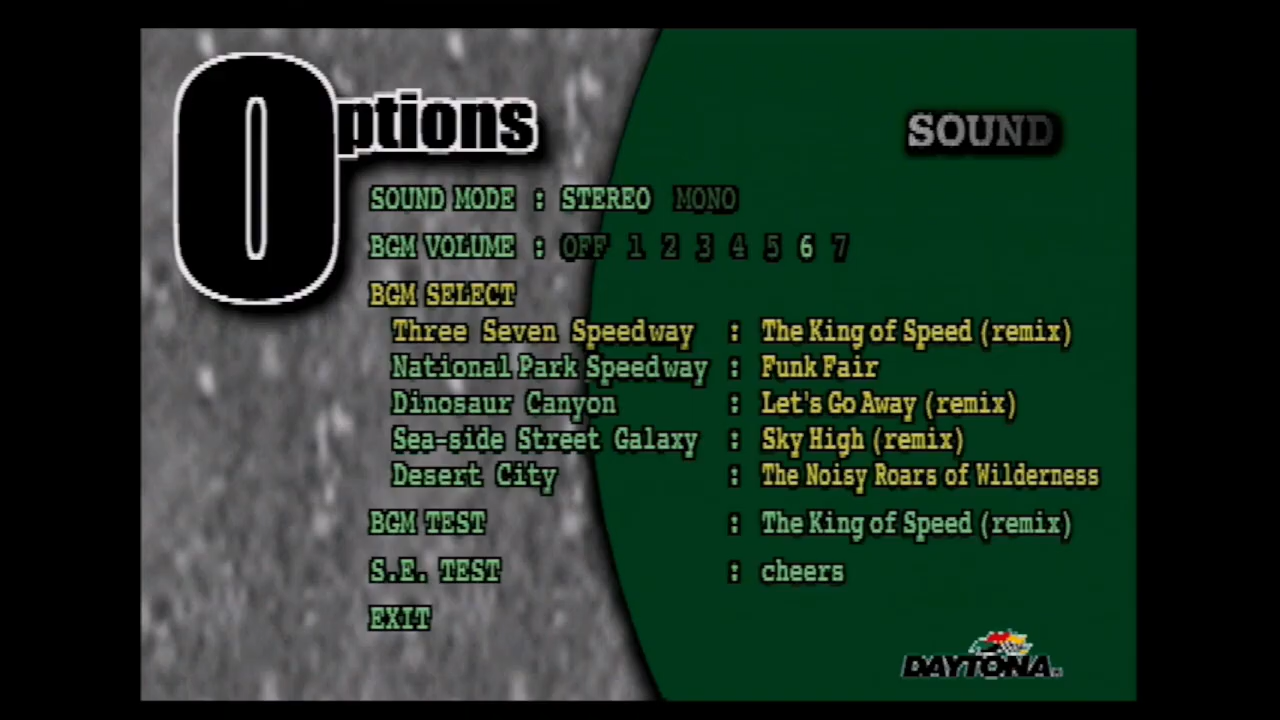 Options
SOUND
SOUND MODE : STEREO MONO
BGM VOLUME : OFF 1 2 3 4 5 6 7
BGM SELECT
Three Seven Speedway : The King of Speed (remix)
National Park Speedway : Funk Fair
Dinosaur Canyon : Let's Go Away (remix)
Sea-side Street Galaxy : Sky High (remix)
Desert City : The Noisy Roars of Wilderness
BGM TEST : The King of Speed (remix)
S.E. TEST : cheers
EXIT
DAYTONA